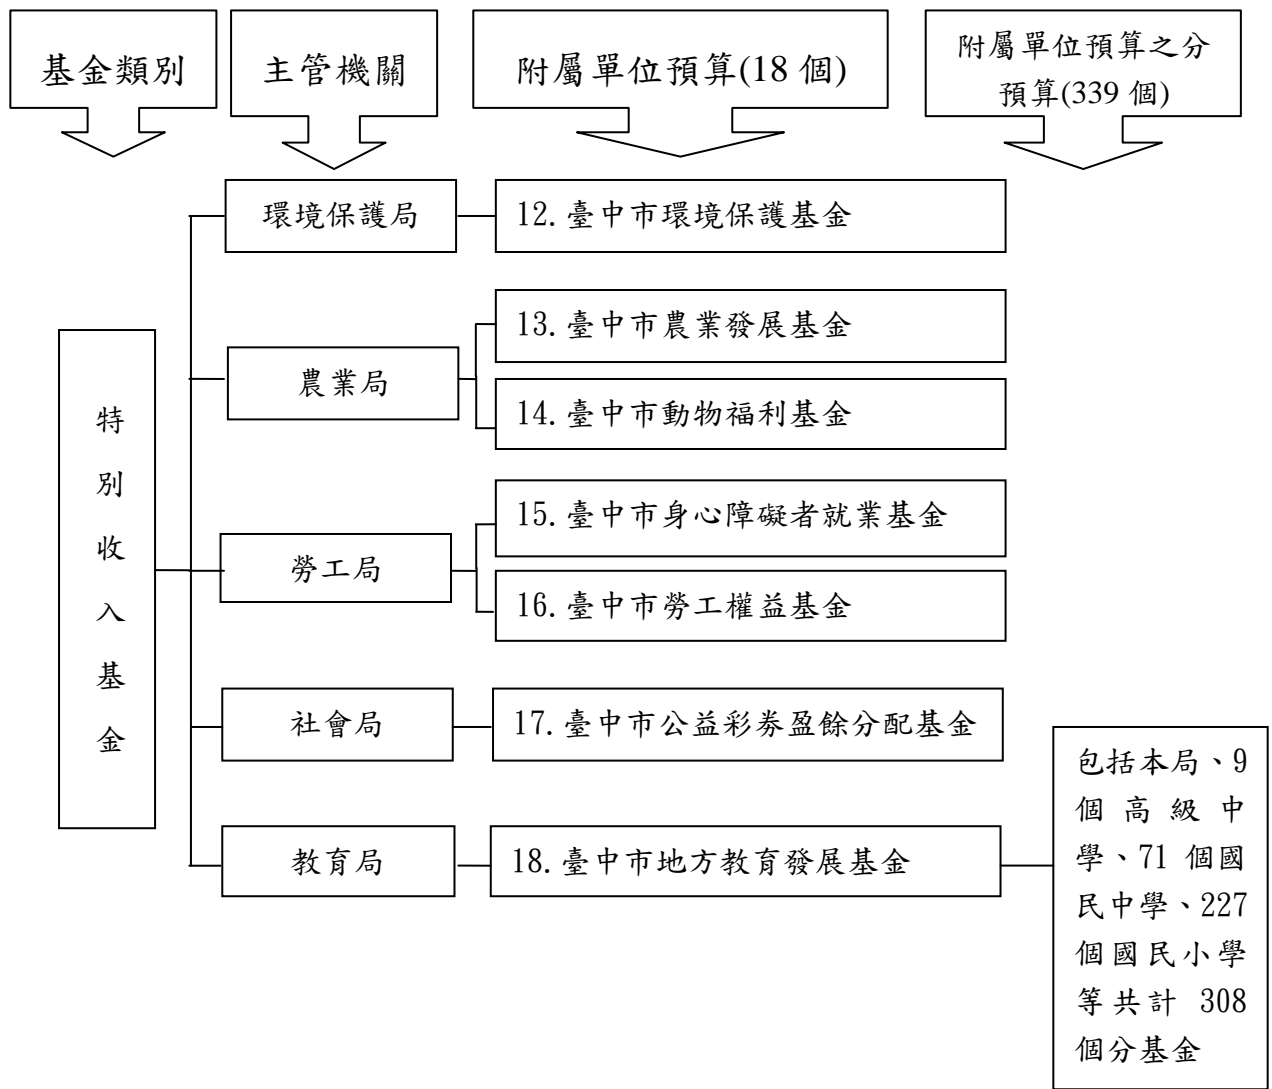 基金類別
主管機關
附屬單位預算(18 個)
附屬單位預算之分
預算(339 個)
環境保護局
12.臺中市環境保護基金
13.臺中市農業發展基金
農業局
14.臺中市動物福利基金
特
別
收
入
基
金
15.臺中市身心障礙者就業基金
勞工局
16.臺中市勞工權益基金
社會局
17.臺中市公益彩券盈餘分配基金
教育局
18.臺中市地方教育發展基金
包括本局、9
個高級中
學、71 個國
民中學、227
個國民小學
等共計 308
個分基金